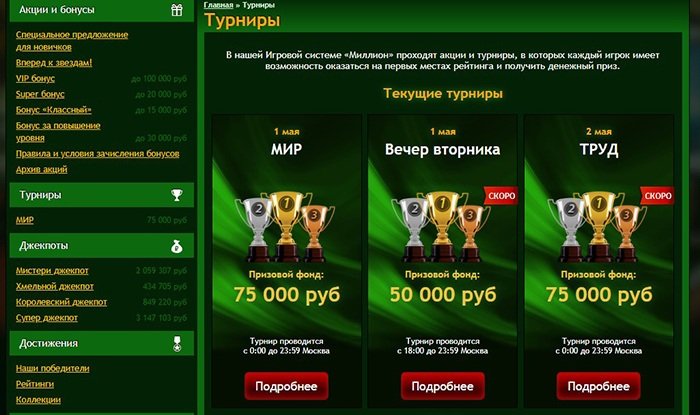 Акции и бонусы
Специальное предложение
для новичков
Вперед к звездам!
VIP бонус до 100 000 руб
Super бонус до 20 000 руб
Бонус «Классный» до 15 000 руб
Бонус за повышение
уровня до 30 000 руб
Правила и условия зачисления бонусов
Архив акций
Турниры
МИР 75 000 руб
Джекпоты
Мистери джекпот 2 059 307 руб
Хмельной джекпот 434 705 руб
Королевский джекпот 849 220 руб
Супер джекпот 3 147 103 руб
Достижения
Наши победители
Рейтинги
Коллекции
Главная » Турниры
Турниры
В нашей Игровой системе «Миллион» проходят акции и турниры, в которых каждый игрок имеет
возможность оказаться на первых местах рейтинга и получить денежный приз.
Текущие турниры
1 мая
МИР
2 1 3
Призовой фонд:
75 000 руб
Турнир проводится
с 0:00 до 23:59 Москва
Подробнее
1 мая
Вечер вторника
СКОРО
2 1 3
Призовой фонд:
50 000 руб
Турнир проводится
с 18:00 до 23:59 Москва
Подробнее
2 мая
ТРУД
СКОРО
2 1 3
Призовой фонд:
75 000 руб
Турнир проводится
с 0:00 до 23:59 Москва
Подробнее